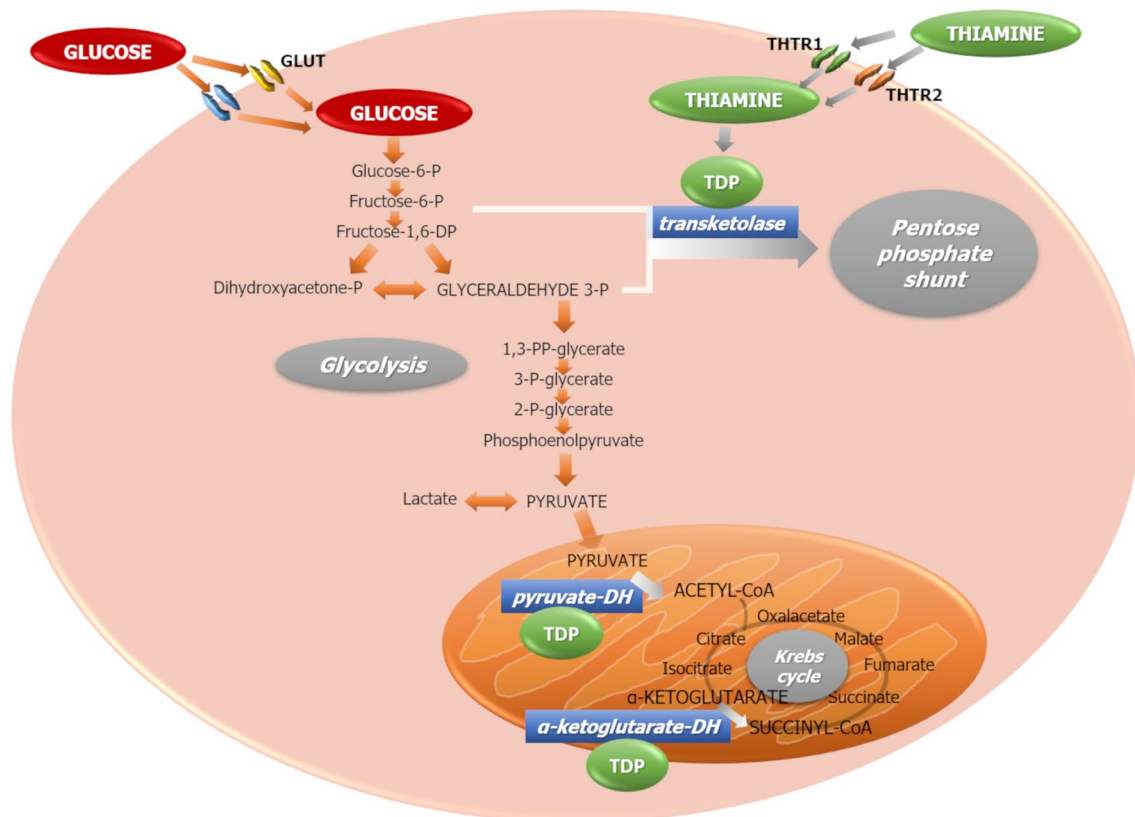 GLUCOSE
GLUT
THTR1
THIAMINE
THTR2
GLUCOSE
THIAMINE
Glucose-6-P
TDP
Fructose-6-P
transketolase
Fructose-1,6-DP
Pentose
phosphate
shunt
Dihydroxyacetone-P
GLYCERALDEHYDE 3-P
Glycolysis
1,3-PP-glycerate
3-P-glycerate
2-P-glycerate
Phosphoenolpyruvate
Lactate
PYRUVATE
PYRUVATE
pyruvate-DH
ACETYL-CoA
TDP
Oxalacetate
Citrate
Malate
Krebs
cycle
Isocitrate
Fumarate
α-KETOGLUTARATE
Succinate
α-ketoglutarate-DH
SUCCINYL-CoA
TDP